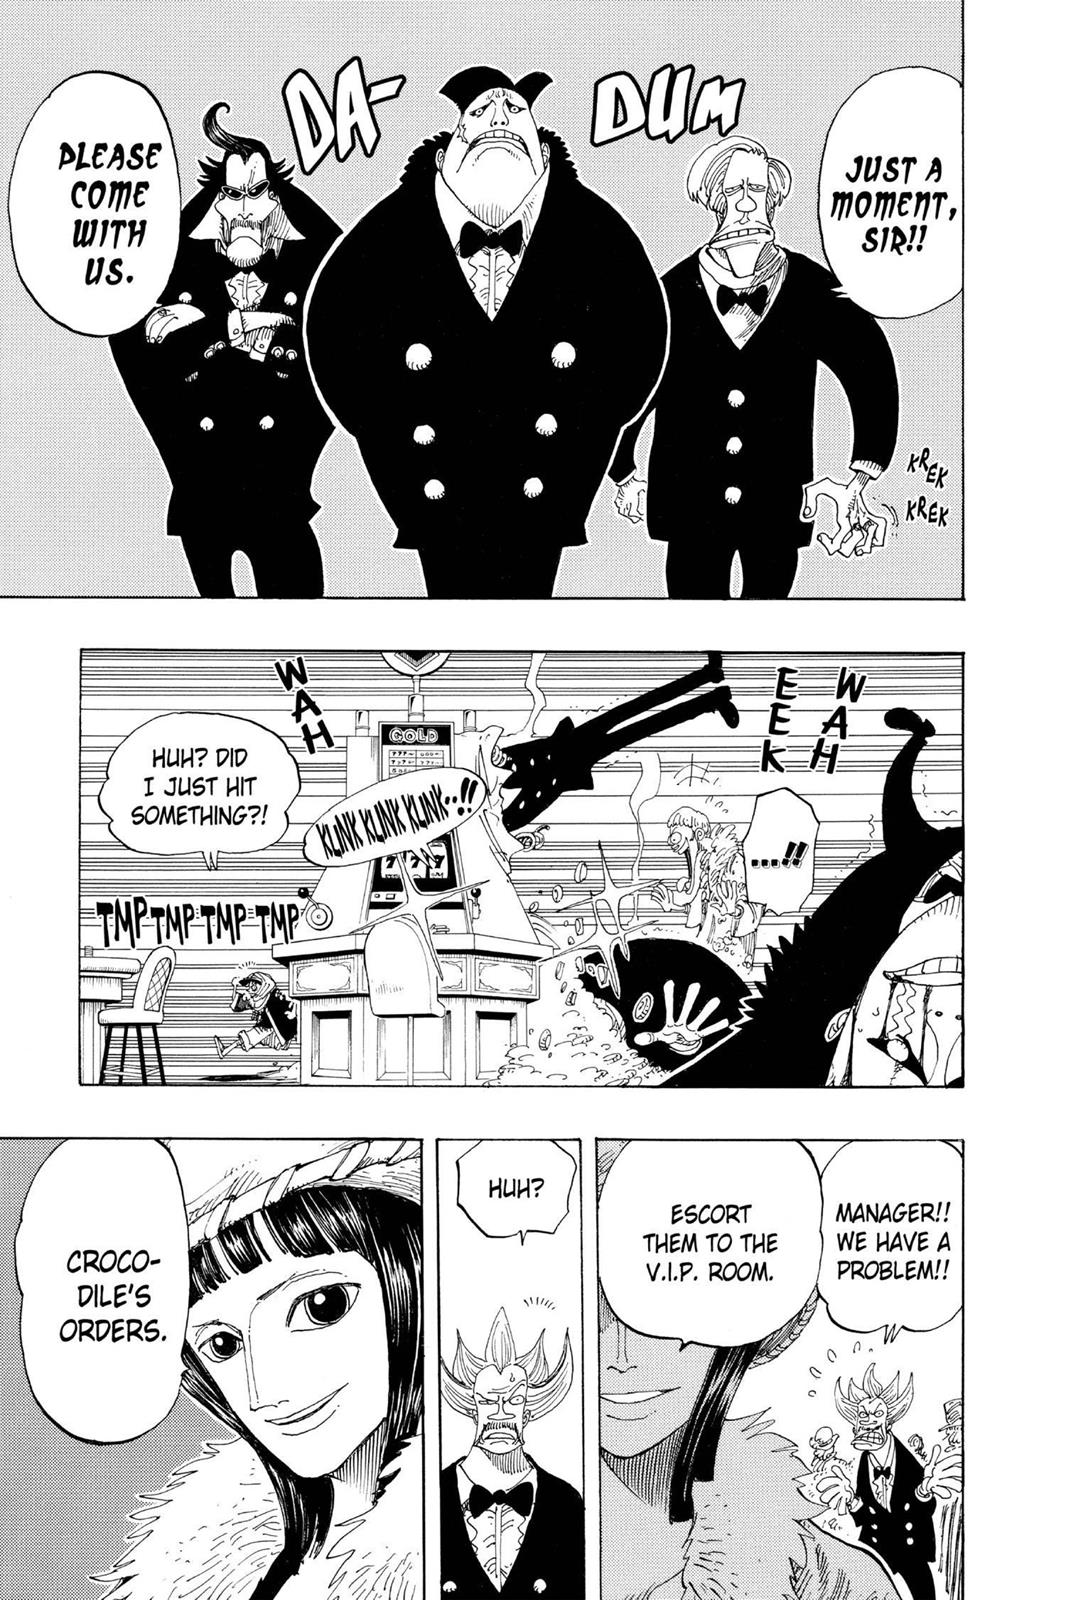 DA-DUM
JUST A
MOMENT,
SIR!!
PLEASE
COME
WITH
US.
KREK
KREK
WAH
EEK
WAH
.....!!
GOLD
777
KLINK KLINK KLINK..!!
HUH? DID
I JUST HIT
SOMETHING?!
TMP TMP TMP TMP
MANAGER!!
WE HAVE A
PROBLEM!!
ESCORT
THEM TO THE
V.I.P. ROOM.
HUH?
CROCO-
DILE'S
ORDERS.